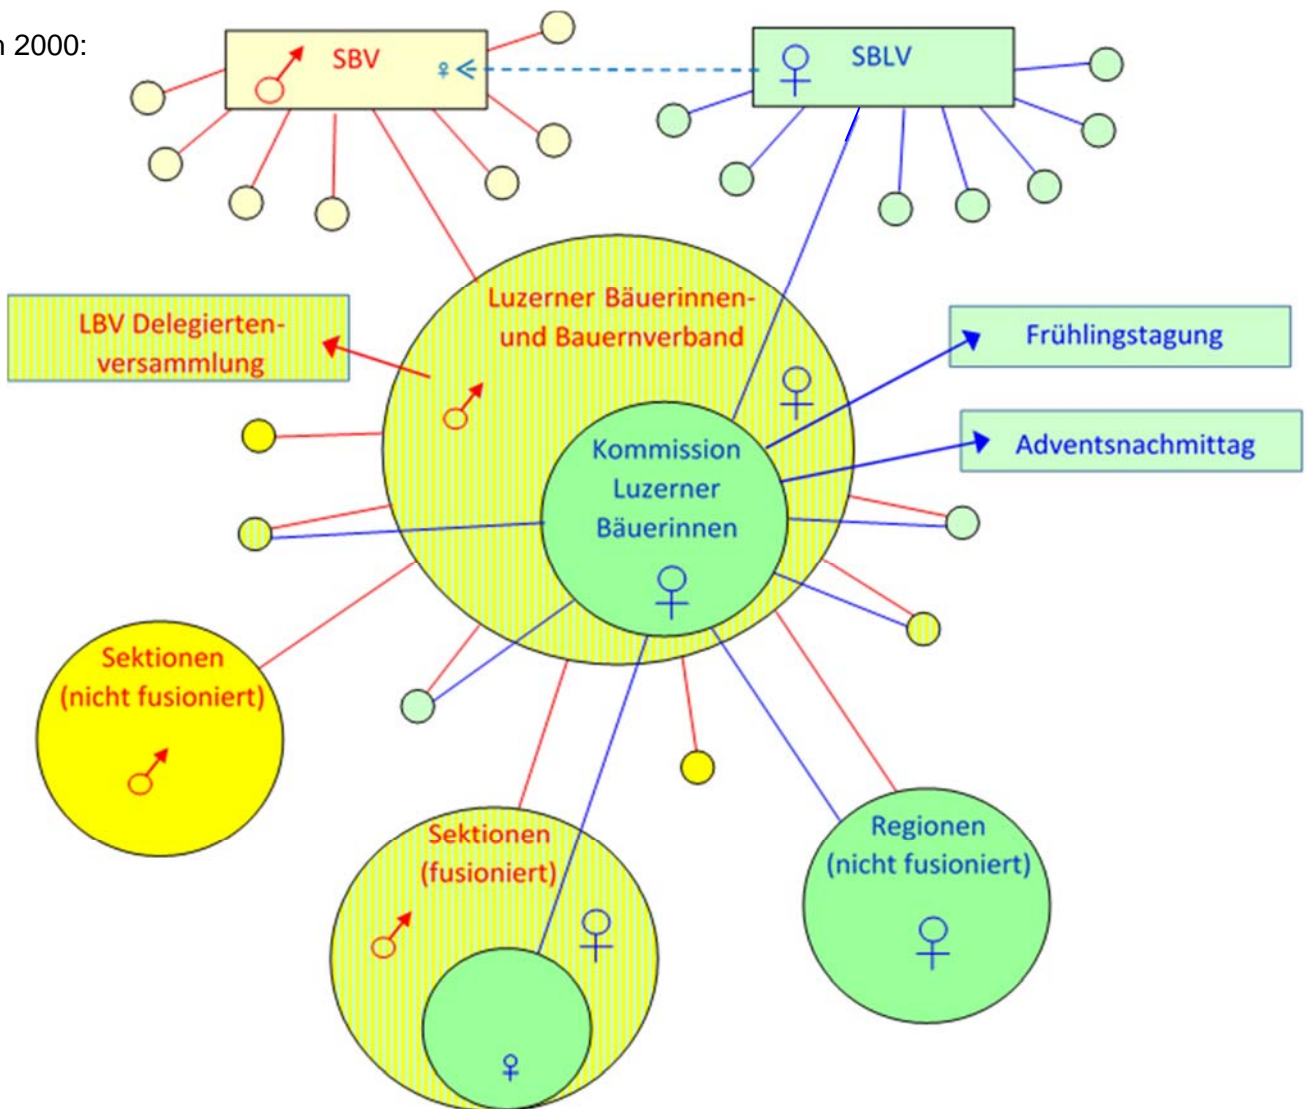 n 2000:
SBV
SBLV
Luzerner Bäuerinnen-
und Bauernverband
LBV Delegierten-
versammlung
Frühlingstagung
Adventsnachmittag
Kommission
Luzerner
Bäuerinnen
Sektionen
(nicht fusioniert)
Sektionen
(fusioniert)
Regionen
(nicht fusioniert)